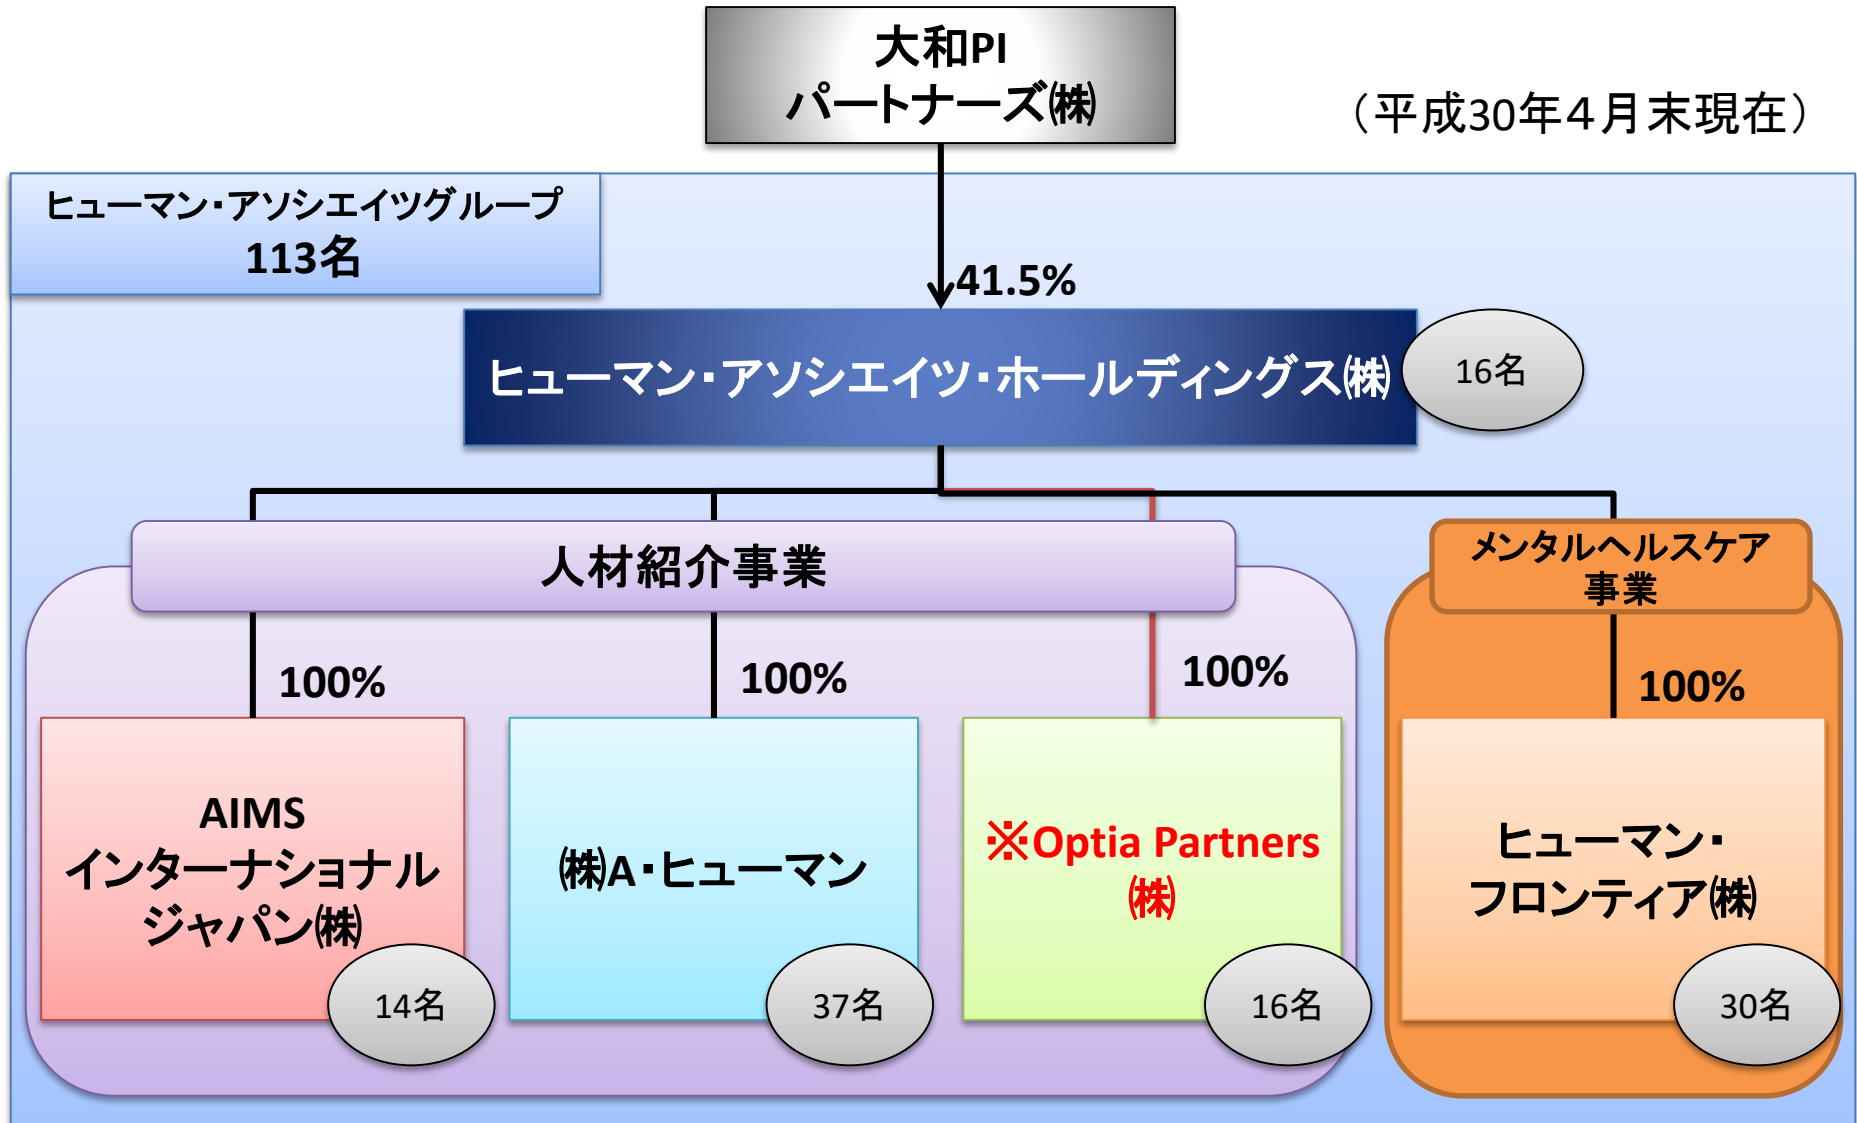 大和PI
パートナーズ㈱
（平成30年４月末現在）
ヒューマン・アソシエイツグループ
113名
41.5%
ヒューマン・アソシエイツ・ホールディングス㈱
16名
人材紹介事業
メンタルヘルスケア
事業
100%
100%
100%
100%
AIMS
インターナショナル
ジャパン㈱
14名
㈱A・ヒューマン
37名
※Optia Partners
㈱
16名
ヒューマン・
フロンティア㈱
30名